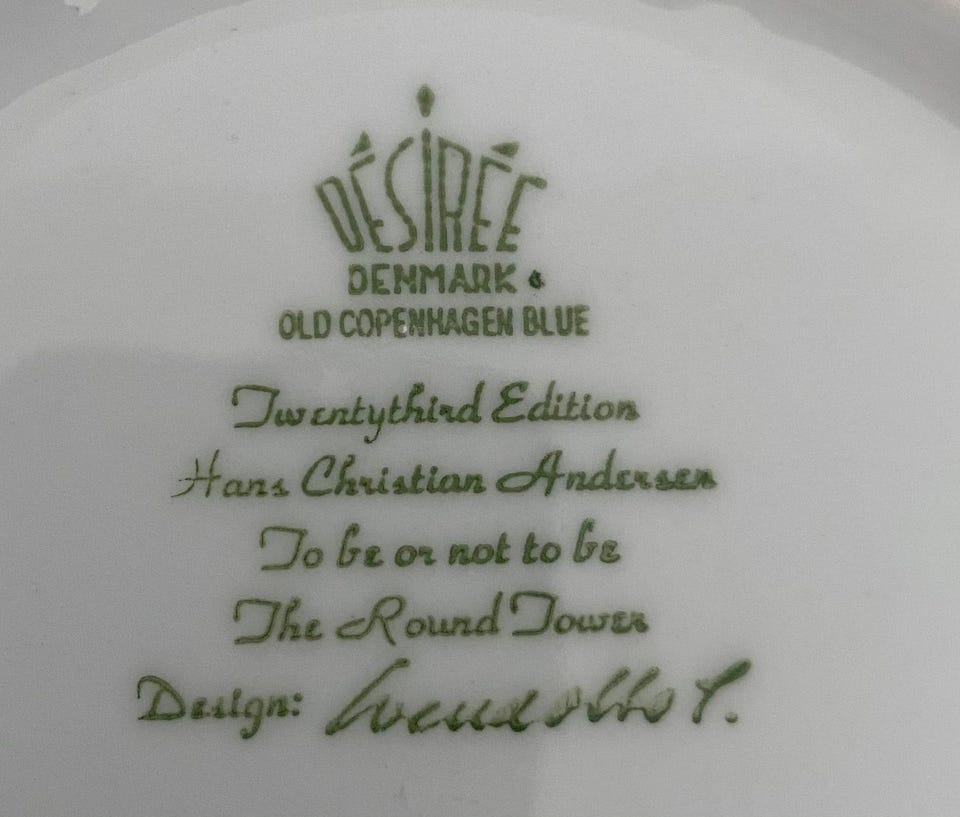 DÉSIRÉE
DENMARK
OLD COPENHAGEN BLUE
Twentythird Edition
Hans Christian Andersen
To be or not to be
The Round Tower
Design: